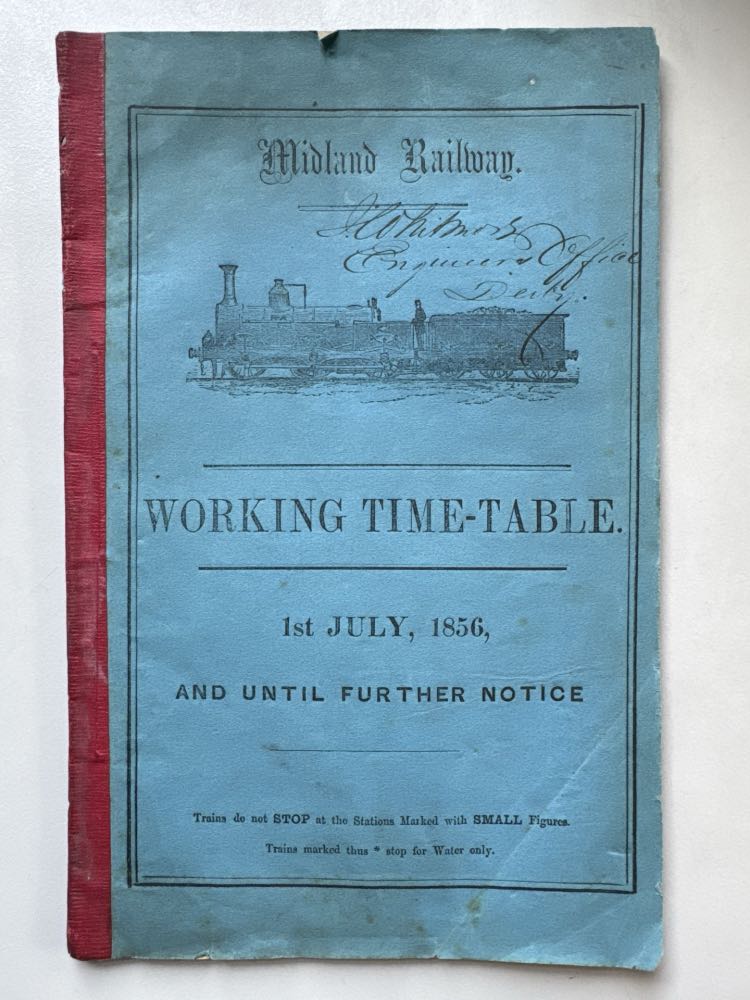 Midland Railway.
J. Whitmore
Engineers Office
Derby.
WORKING TIME-TABLE.
1st JULY, 1856,
AND UNTIL FURTHER NOTICE
Trains do not STOP at the Stations Marked with SMALL Figures.
Trains marked thus * stop for Water only.